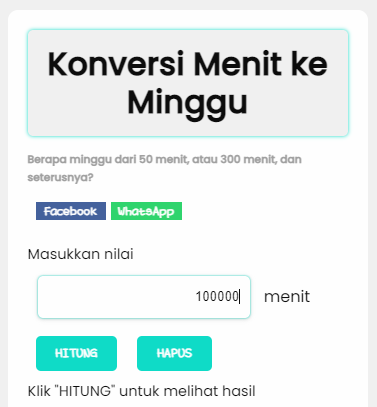 Konversi Menit ke
Minggu
Berapa minggu dari 50 menit, atau 300 menit, dan
seterusnya?
Facebook WhatsApp
Masukkan nilai
100000 menit
HITUNG HAPUS
Klik "HITUNG" untuk melihat hasil